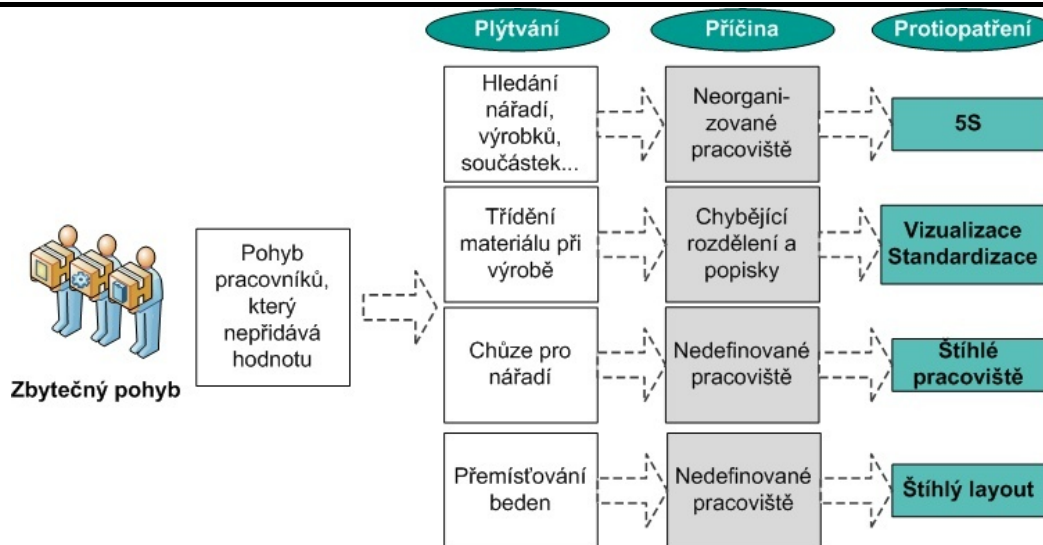 Plýtvání
Příčina
Protiopatření
Hledání
nářadí,
výrobků,
součástek...
Neorgani-
zované
pracoviště
5S
Třídění
materiálu při
výrobě
Chybějící
rozdělení a
popisky
Vizualizace
Standardizace
Pohyb
pracovníků,
který
nepřidává
hodnotu
Zbytečný pohyb
Chůze pro
nářadí
Nedefinované
pracoviště
Štíhlé
pracoviště
Přemísťování
beden
Nedefinované
pracoviště
Štíhlý layout